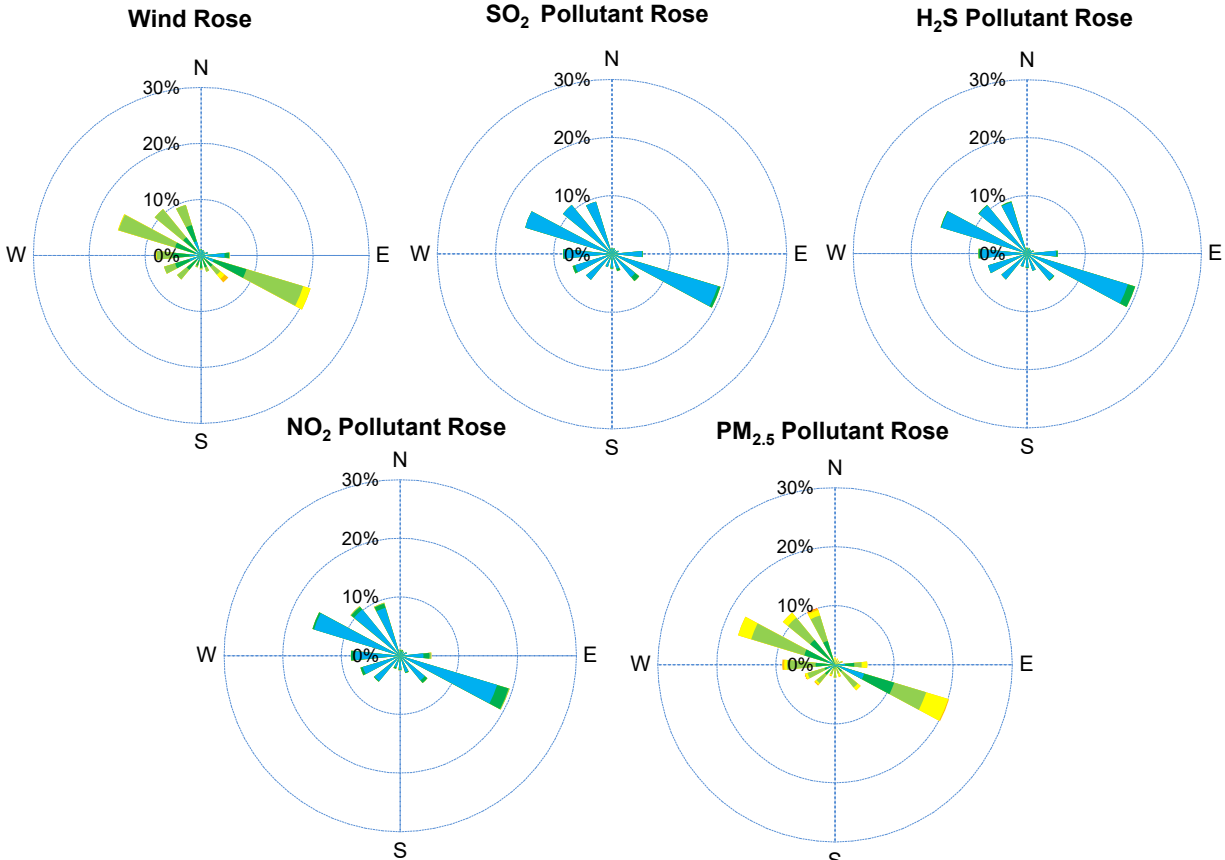 Wind Rose
N
30%
20%
10%
0%
W
E
S
SO₂ Pollutant Rose
N
30%
20%
10%
0%
W
E
S
H₂S Pollutant Rose
N
30%
20%
10%
0%
W
E
S
NO₂ Pollutant Rose
N
30%
20%
10%
0%
W
E
S
PM₂.₅ Pollutant Rose
N
30%
20%
10%
0%
W
E
S